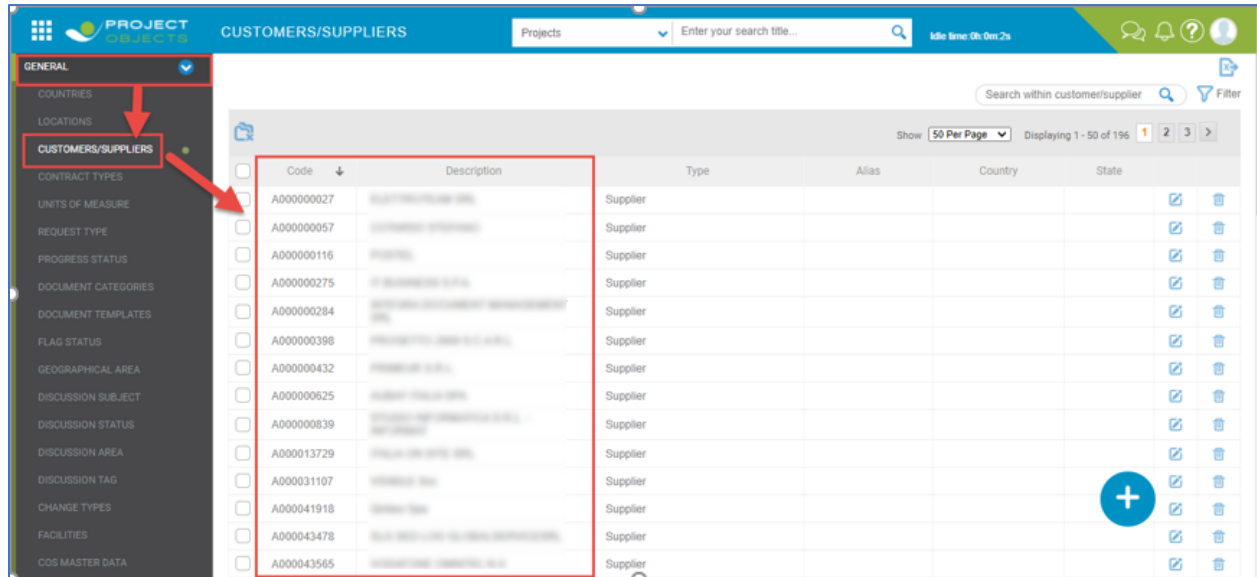 PROJECT
OBJECTS
CUSTOMERS/SUPPLIERS
Projects
Enter your search title...
Idle time:0h:0m:2s
GENERAL
COUNTRIES
LOCATIONS
CUSTOMERS/SUPPLIERS
CONTRACT TYPES
UNITS OF MEASURE
REQUEST TYPE
PROGRESS STATUS
DOCUMENT CATEGORIES
DOCUMENT TEMPLATES
FLAG STATUS
GEOGRAPHICAL AREA
DISCUSSION SUBJECT
DISCUSSION STATUS
DISCUSSION AREA
DISCUSSION TAG
CHANGE TYPES
FACILITIES
COS MASTER DATA
Search within customer/supplier
Filter
Show 50 Per Page Displaying 1 - 50 of 196 1 2 3 >
Code Description Type Alias Country State
A000000027 Supplier
A000000057 Supplier
A000000116 Supplier
A000000275 Supplier
A000000284 Supplier
A000000398 Supplier
A000000432 Supplier
A000000625 Supplier
A000000839 Supplier
A000013729 Supplier
A000031107 Supplier
A000041918 Supplier
A000043478 Supplier
A000043565 Supplier